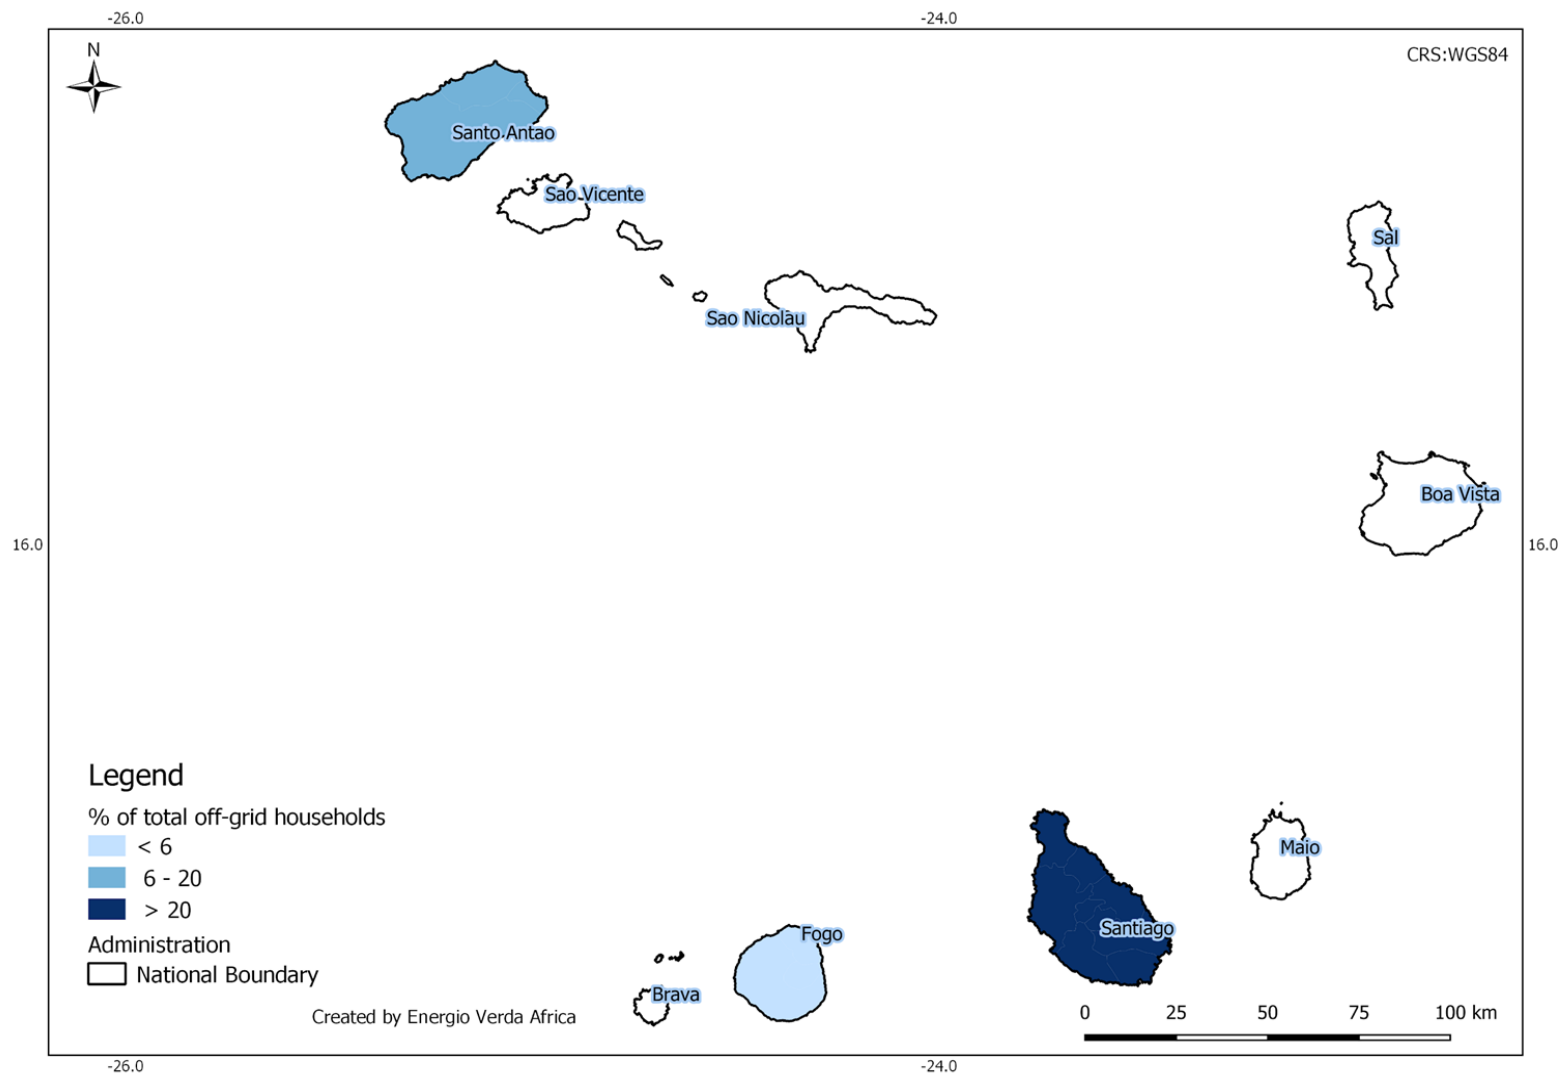 -26.0
-24.0
N
CRS:WGS84
Santo Antao
Sao Vicente
Sal
Sao Nicolau
Boa Vista
16.0
16.0
Legend
% of total off-grid households
< 6
6 - 20
> 20
Administration
National Boundary
Maio
Santiago
Fogo
Brava
Created by Energio Verda Africa
0 25 50 75 100 km
-26.0
-24.0